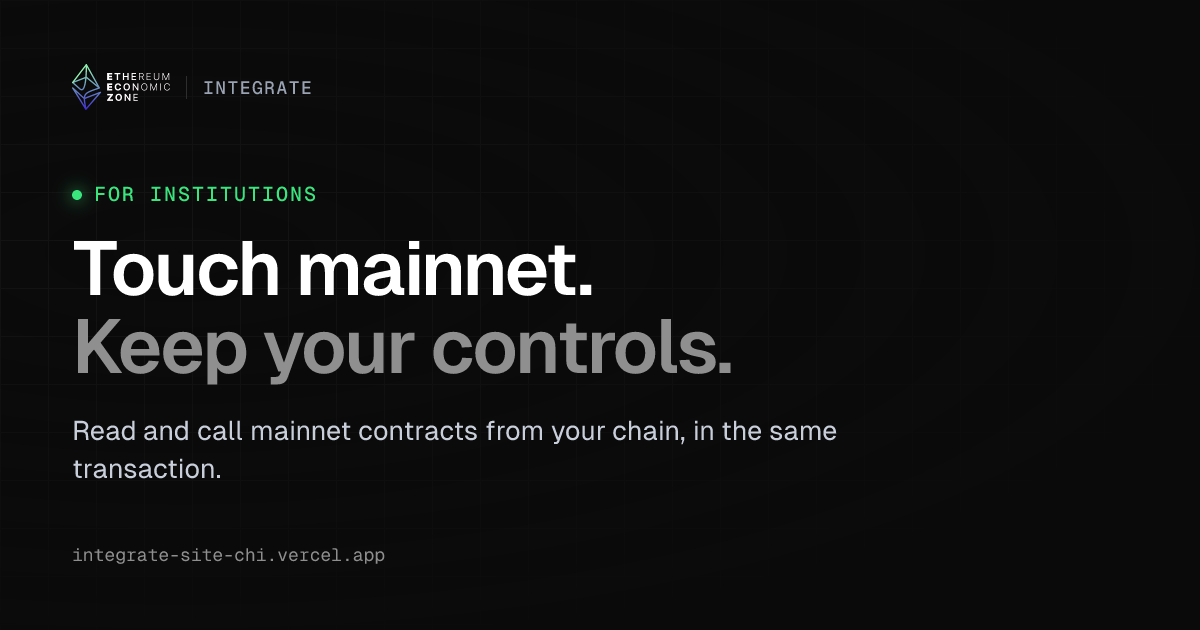 ETHEREUM
ECONOMIC
ZONE
INTEGRATE
FOR INSTITUTIONS
Touch mainnet.
Keep your controls.
Read and call mainnet contracts from your chain, in the same
transaction.
integrate-site-chi.vercel.app